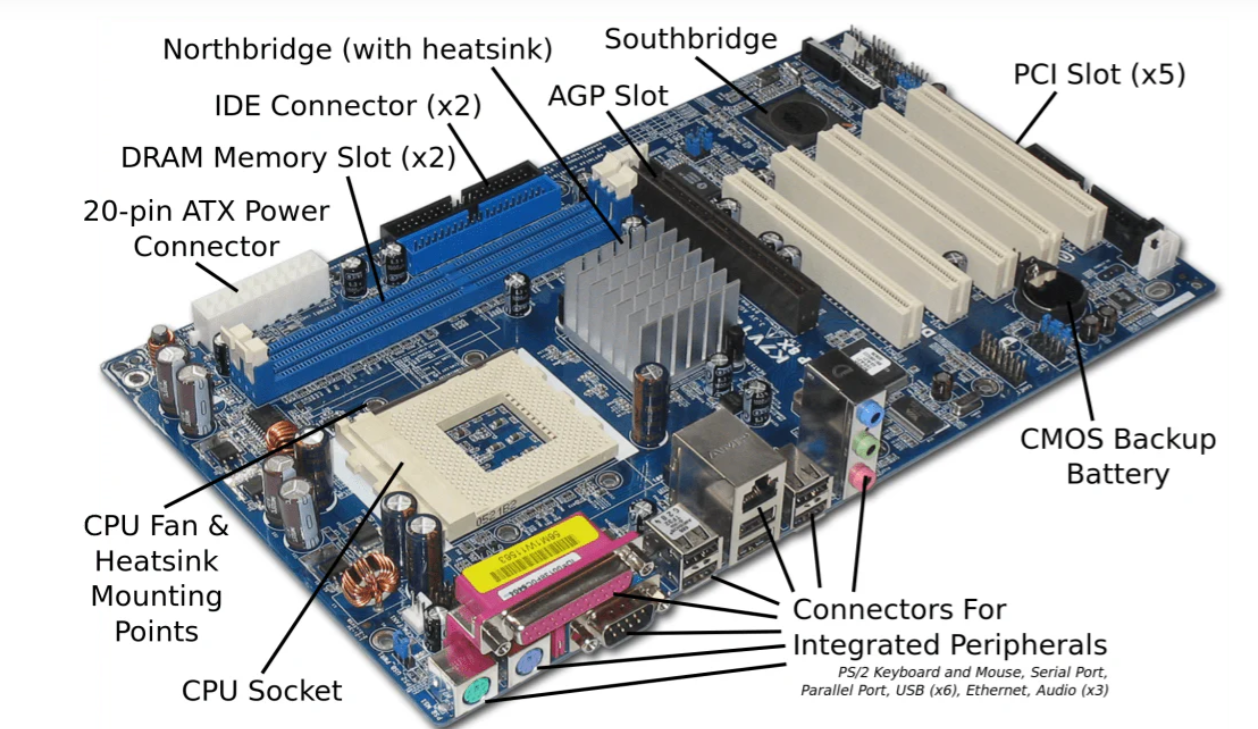 Northbridge (with heatsink)
Southbridge
PCI Slot (x5)
IDE Connector (x2)
AGP Slot
DRAM Memory Slot (x2)
20-pin ATX Power
Connector
CMOS Backup
Battery
CPU Fan &
Heatsink
Mounting
Points
CPU Socket
Connectors For
Integrated Peripherals
PS/2 Keyboard and Mouse, Serial Port,
Parallel Port, USB (x6), Ethernet, Audio (x3)